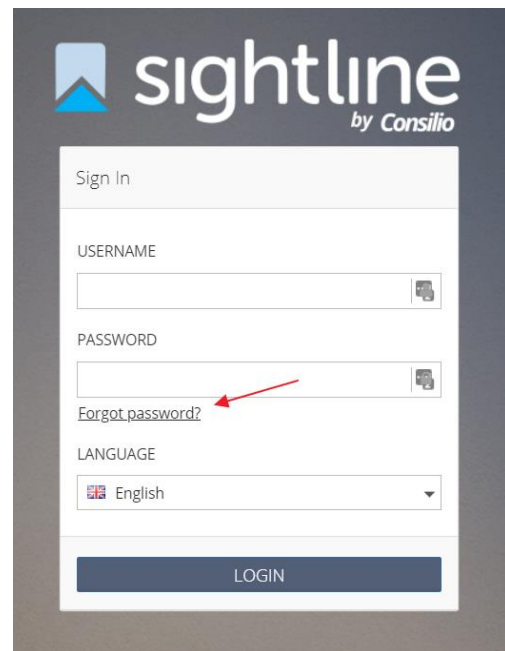 sightline
by Consilio
Sign In
USERNAME
PASSWORD
Forgot password?
LANGUAGE
English
LOGIN